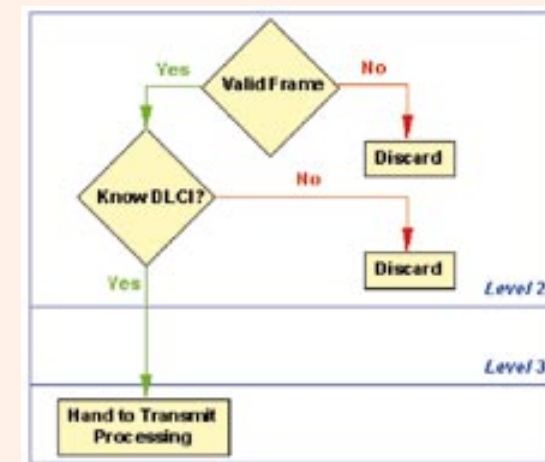 Valid Frame
Yes
No
Discard
Know DLCI?
No
Discard
Yes
Level 2
Level 3
Hand to Transmit
Processing